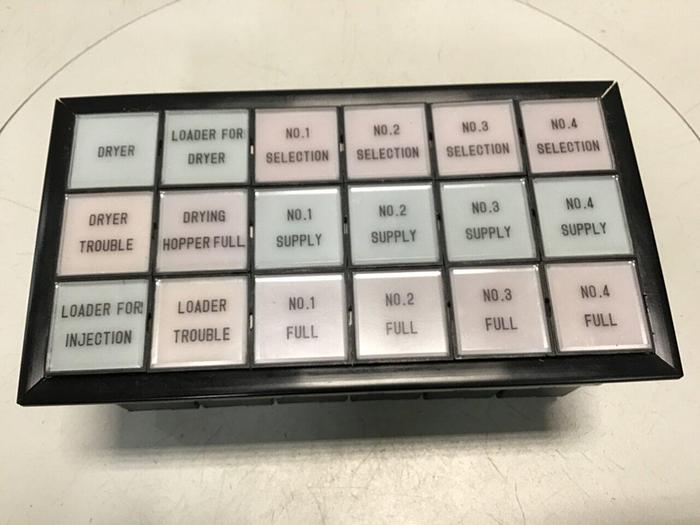 DRYER
LOADER FOR
DRYER
NO.1
SELECTION
NO.2
SELECTION
NO.3
SELECTION
NO.4
SELECTION
DRYER
TROUBLE
DRYING
HOPPER FULL
NO.1
SUPPLY
NO.2
SUPPLY
NO.3
SUPPLY
NO.4
SUPPLY
LOADER FOR
INJECTION
LOADER
TROUBLE
NO.1
FULL
NO.2
FULL
NO.3
FULL
NO.4
FULL